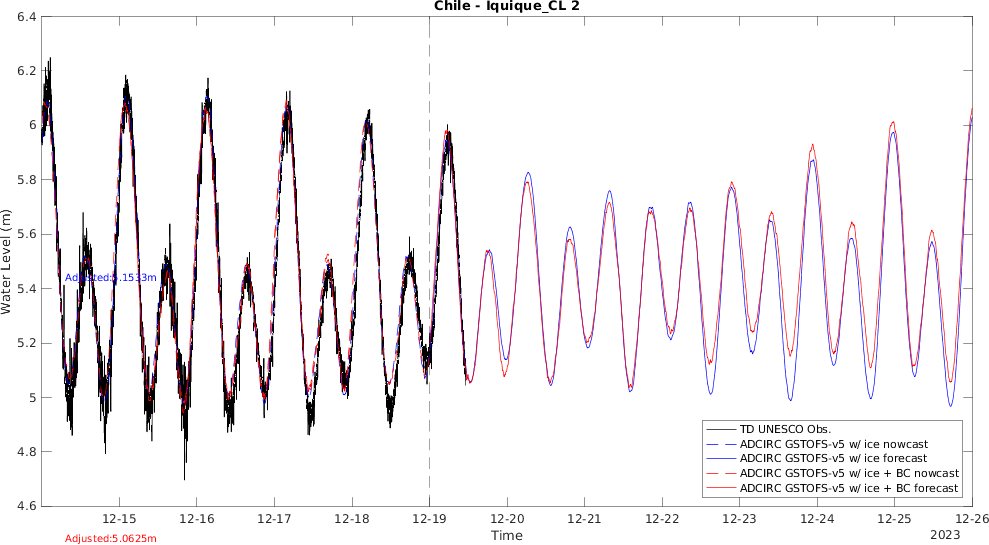 Chile - Iquique_CL 2
6.4
6.2
6
5.8
5.6
5.4
5.2
5
4.8
4.6
Water Level (m)
Adjusted:5.1533m
TD UNESCO Obs.
ADCIRC GSTOFS-v5 w/ ice nowcast
ADCIRC GSTOFS-v5 w/ ice forecast
ADCIRC GSTOFS-v5 w/ ice + BC nowcast
ADCIRC GSTOFS-v5 w/ ice + BC forecast
12-15 12-16 12-17 12-18 12-19 12-20 12-21 12-22 12-23 12-24 12-25 12-26
Time 2023
Adjusted:5.0625m